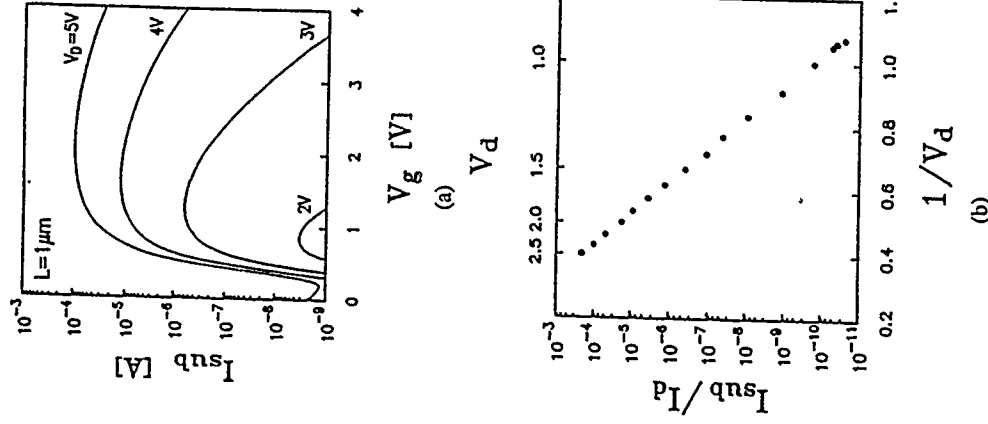 10⁻³
10⁻⁴
10⁻⁵
10⁻⁶
10⁻⁷
10⁻⁸
10⁻⁹
I_sub [A]
L=1μm
V_D=5V
4V
3V
2V
0
1
2
3
4
V_g [V]
(a)
V_d
2.5 2.0
1.5
1.0
10⁻³
10⁻⁴
10⁻⁵
10⁻⁶
10⁻⁷
10⁻⁸
10⁻⁹
10⁻¹⁰
10⁻¹¹
I_sub/I_d
0.2
0.4
0.6
0.8
1.0
1.
1/V_d
(b)